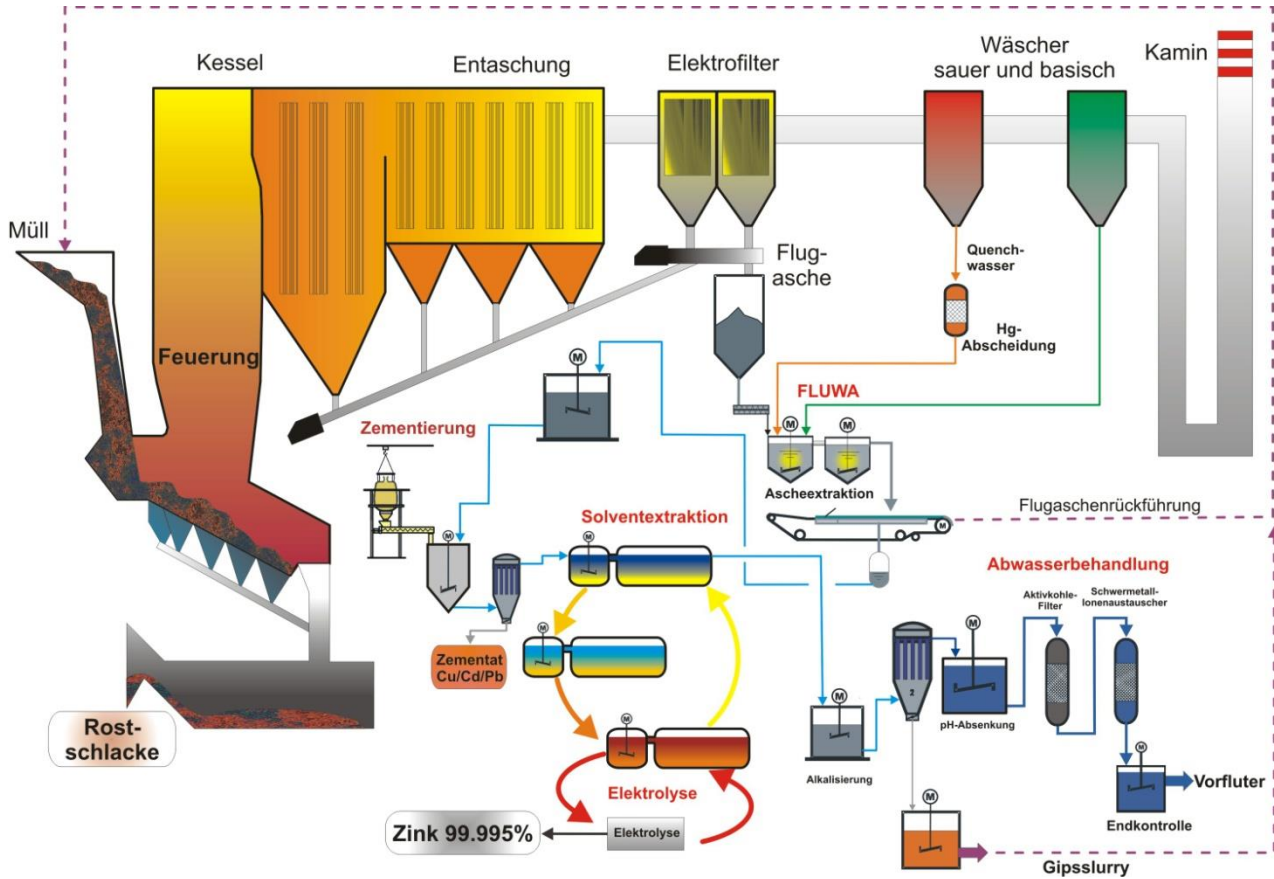 Kessel
Entaschung
Elektrofilter
Wäscher
sauer und basisch
Kamin
Müll
Feuerung
Flug-
asche
Quench-
wasser
Hg-
Abscheidung
FLUWA
M
M
M
Zementierung
Ascheextraktion
Flugaschenrückführung
M
Solventextraktion
M
M
Abwasserbehandlung
Aktivkohle-
Filter
Schwermetall-
Ionenaustauscher
M
Zementat
Cu/Cd/Pb
M
2
M
pH-Absenkung
Rost-
schlacke
M
Alkalisierung
M
Elektrolyse
M
Vorfluter
Endkontrolle
Zink 99.995%
Elektrolyse
M
Gipsslurry